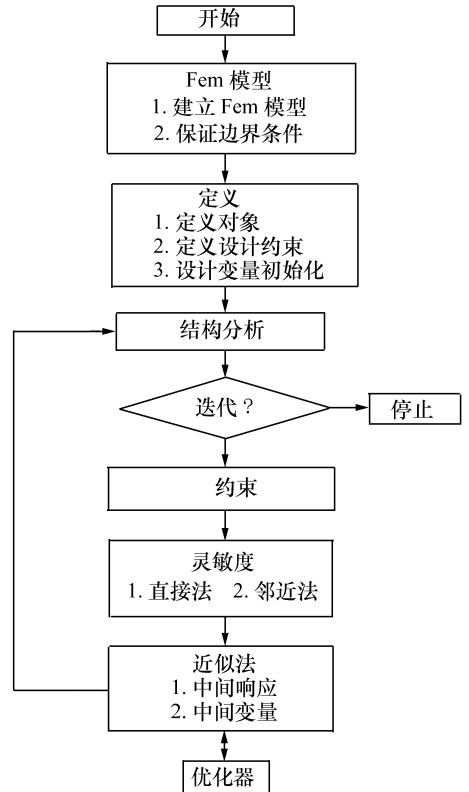 开始
Fem 模型
1. 建立 Fem 模型
2. 保证边界条件
定义
1. 定义对象
2. 定义设计约束
3. 设计变量初始化
结构分析
迭代?
停止
约束
灵敏度
1. 直接法 2. 邻近法
近似法
1. 中间响应
2. 中间变量
优化器